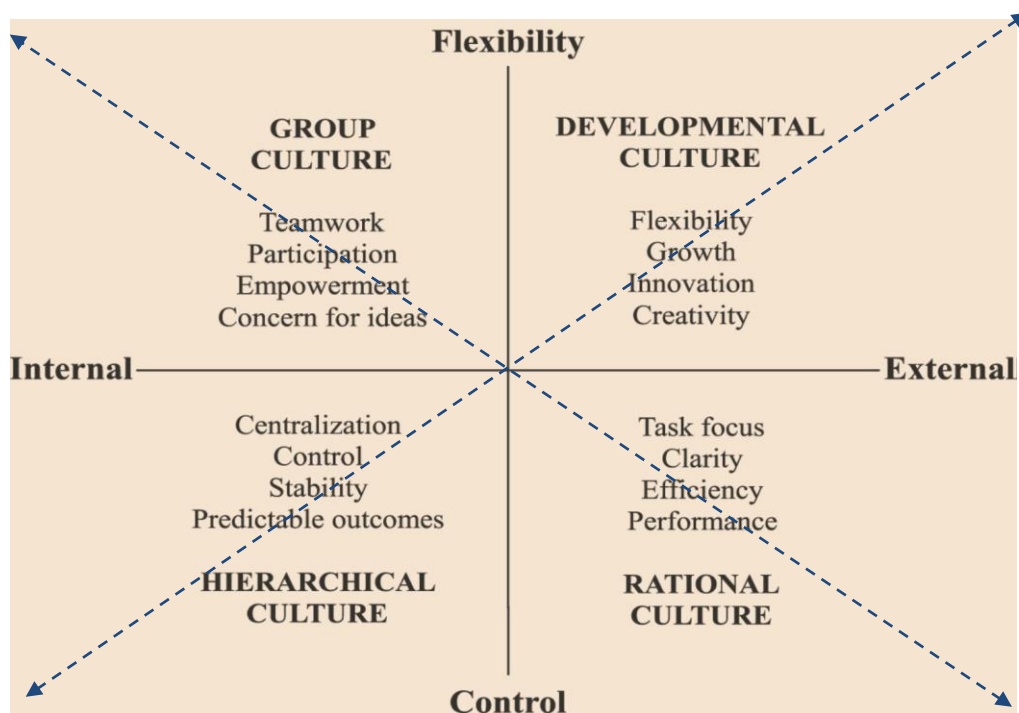 Flexibility
GROUP
CULTURE
Teamwork
Participation
Empowerment
Concern for ideas
DEVELOPMENTAL
CULTURE
Flexibility
Growth
Innovation
Creativity
Internal
External
Centralization
Control
Stability
Predictable outcomes
HIERARCHICAL
CULTURE
Task focus
Clarity
Efficiency
Performance
RATIONAL
CULTURE
Control